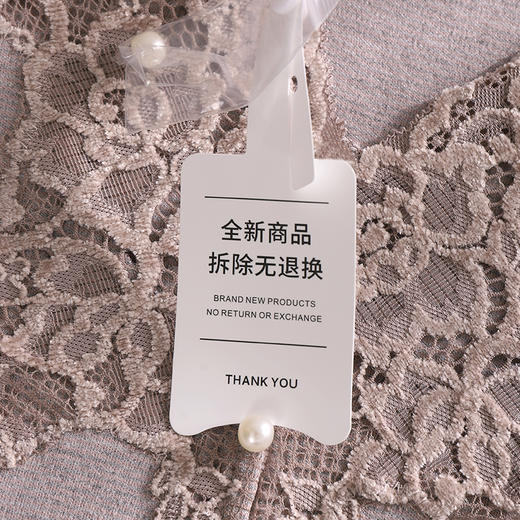 全新商品
拆除无退换
BRAND NEW PRODUCTS
NO RETURN OR EXCHANGE
THANK YOU